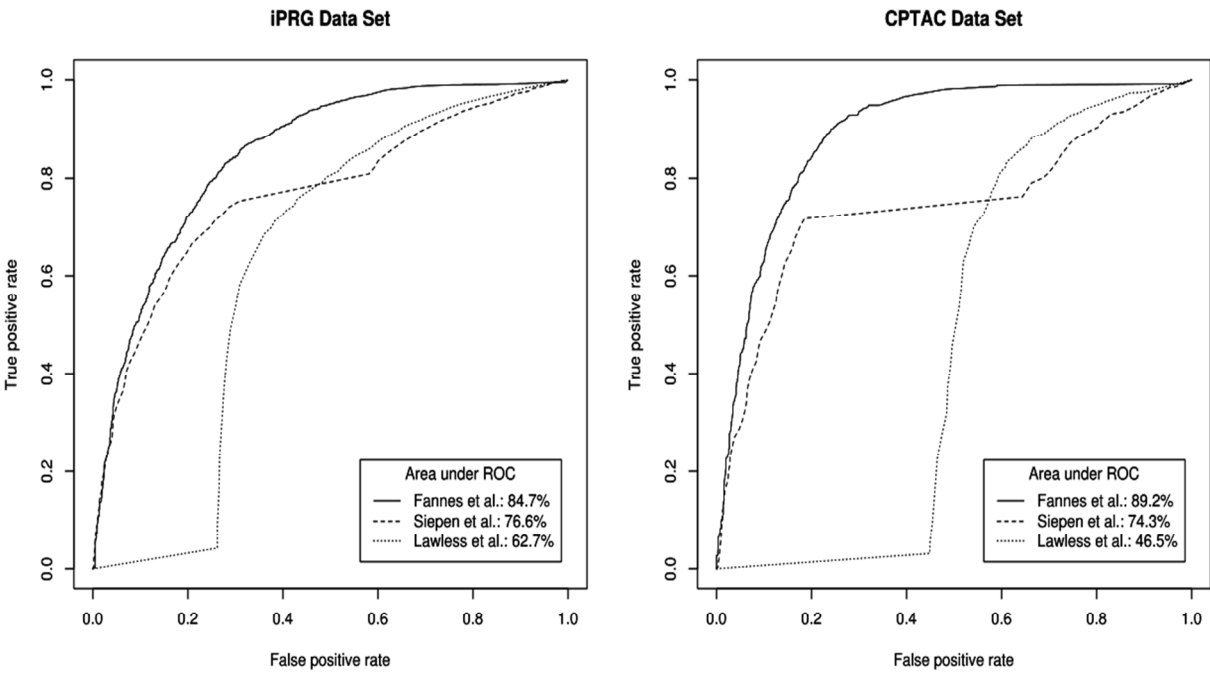 iPRG Data Set
True positive rate
1.0
0.8
0.6
0.4
0.2
0.0
Area under ROC
Fannes et al.: 84.7%
Siepen et al.: 76.6%
Lawless et al.: 62.7%
0.0 0.2 0.4 0.6 0.8 1.0
False positive rate
CPTAC Data Set
True positive rate
1.0
0.8
0.6
0.4
0.2
0.0
Area under ROC
Fannes et al.: 89.2%
Siepen et al.: 74.3%
Lawless et al.: 46.5%
0.0 0.2 0.4 0.6 0.8 1.0
False positive rate